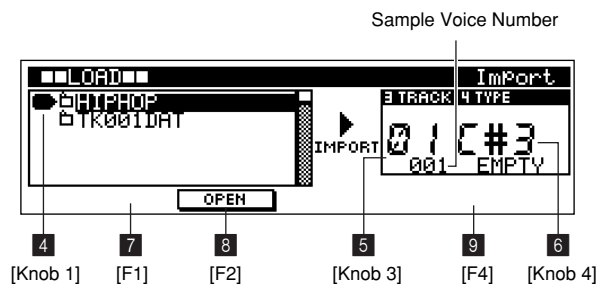 Sample Voice Number
LOAD Import
HIPHOP 3 TRACK 4 TYPE
TK001DAT
IMPORT 01 C#3
001 EMPTY
OPEN
4 7 8 5 9 6
[Knob 1] [F1] [F2] [Knob 3] [F4] [Knob 4]